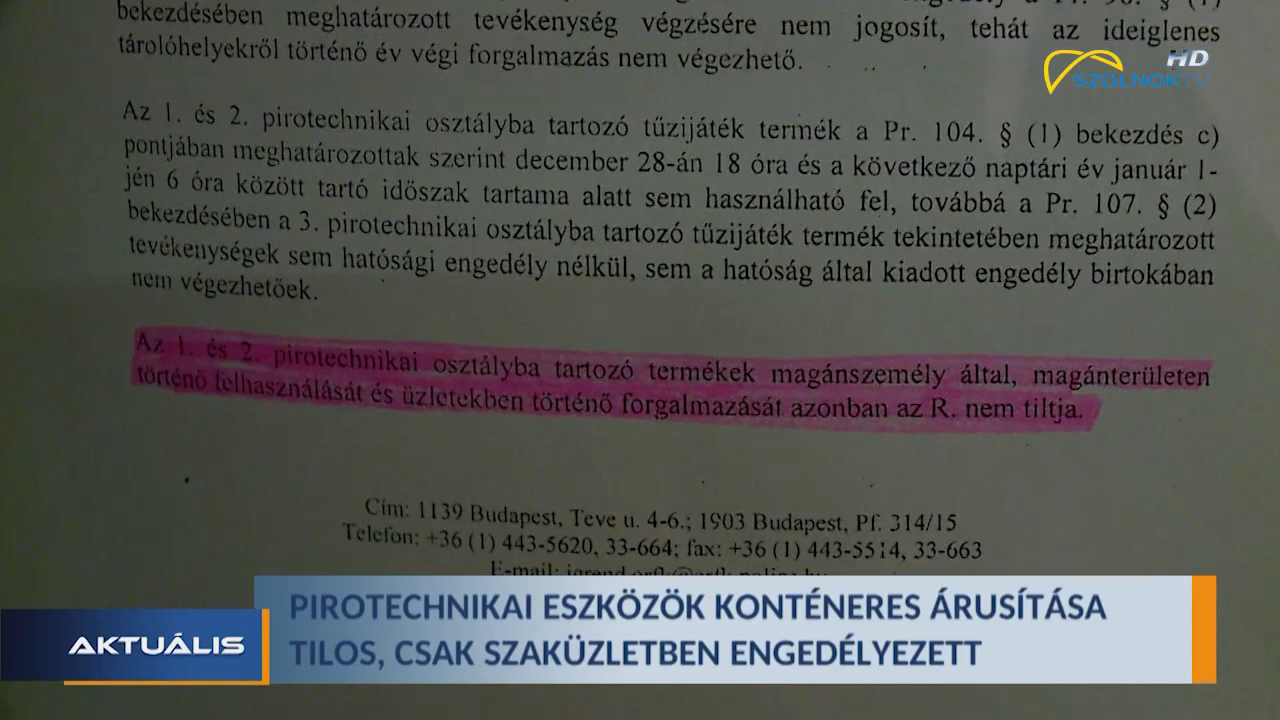 bekezdésében meghatározott tevékenység végzésére nem jogosít, tehát az ideiglenes
tárolóhelyekről történő év végi forgalmazás nem végezhető.
HD
SZOLNOKTV
Az 1. és 2. pirotechnikai osztályba tartozó tűzijáték termék a Pr. 104. § (1) bekezdés c)
pontjában meghatározottak szerint december 28-án 18 óra és a következő naptári év január 1-
jén 6 óra között tartó időszak tartama alatt sem használható fel, továbbá a Pr. 107. § (2)
bekezdésében a 3. pirotechnikai osztályba tartozó tűzijáték termék tekintetében meghatározott
tevékenységek sem hatósági engedély nélkül, sem a hatóság által kiadott engedély birtokában
nem végezhetőek.
Az 1. és 2. pirotechnikai osztályba tartozó termékek magánszemély által, magánterületen
történő felhasználását és üzletekben történő forgalmazását azonban az R. nem tiltja.
Cím: 1139 Budapest, Teve u. 4-6.; 1903 Budapest, Pf. 314/15
Telefon: +36 (1) 443-5620, 33-664; fax: +36 (1) 443-5514, 33-663
E-mail:
PIROTECHNIKAI ESZKÖZÖK KONTÉNERES ÁRUSÍTÁSA
TILOS, CSAK SZAKÜZLETBEN ENGEDÉLYEZETT
AKTUÁLIS